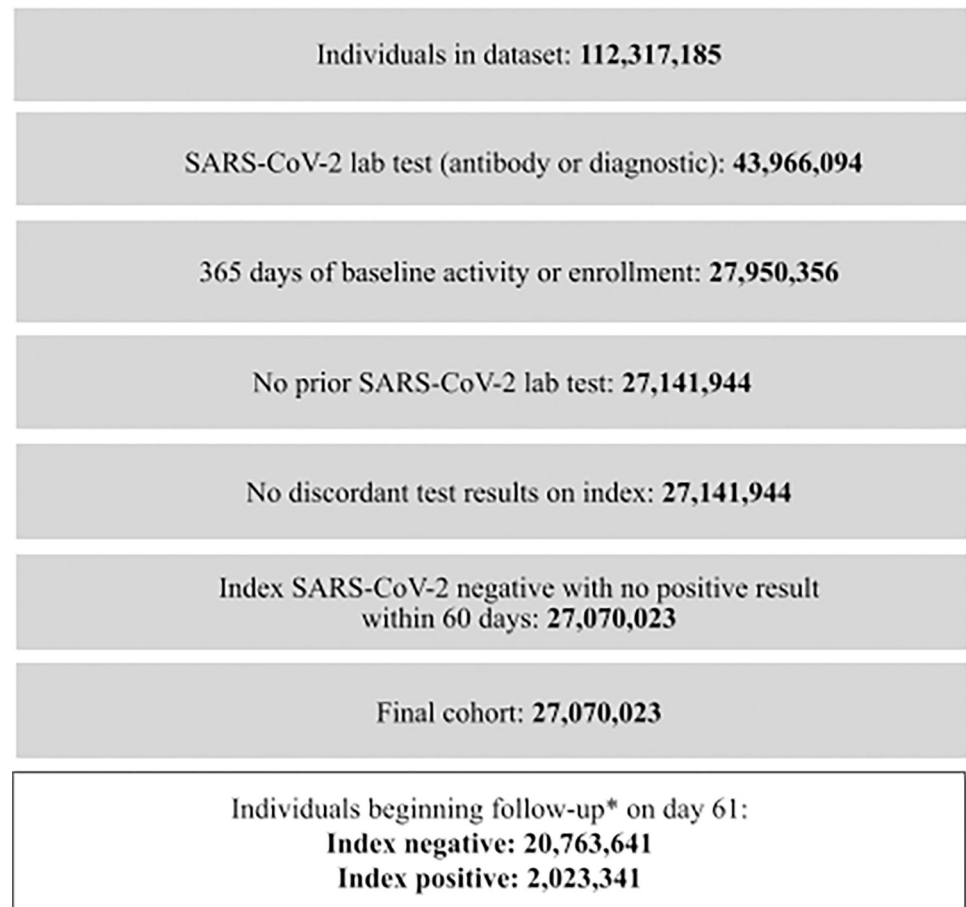 Individuals in dataset: 112,317,185
SARS-CoV-2 lab test (antibody or diagnostic): 43,966,094
365 days of baseline activity or enrollment: 27,950,356
No prior SARS-CoV-2 lab test: 27,141,944
No discordant test results on index: 27,141,944
Index SARS-CoV-2 negative with no positive result
within 60 days: 27,070,023
Final cohort: 27,070,023
Individuals beginning follow-up* on day 61:
Index negative: 20,763,641
Index positive: 2,023,341